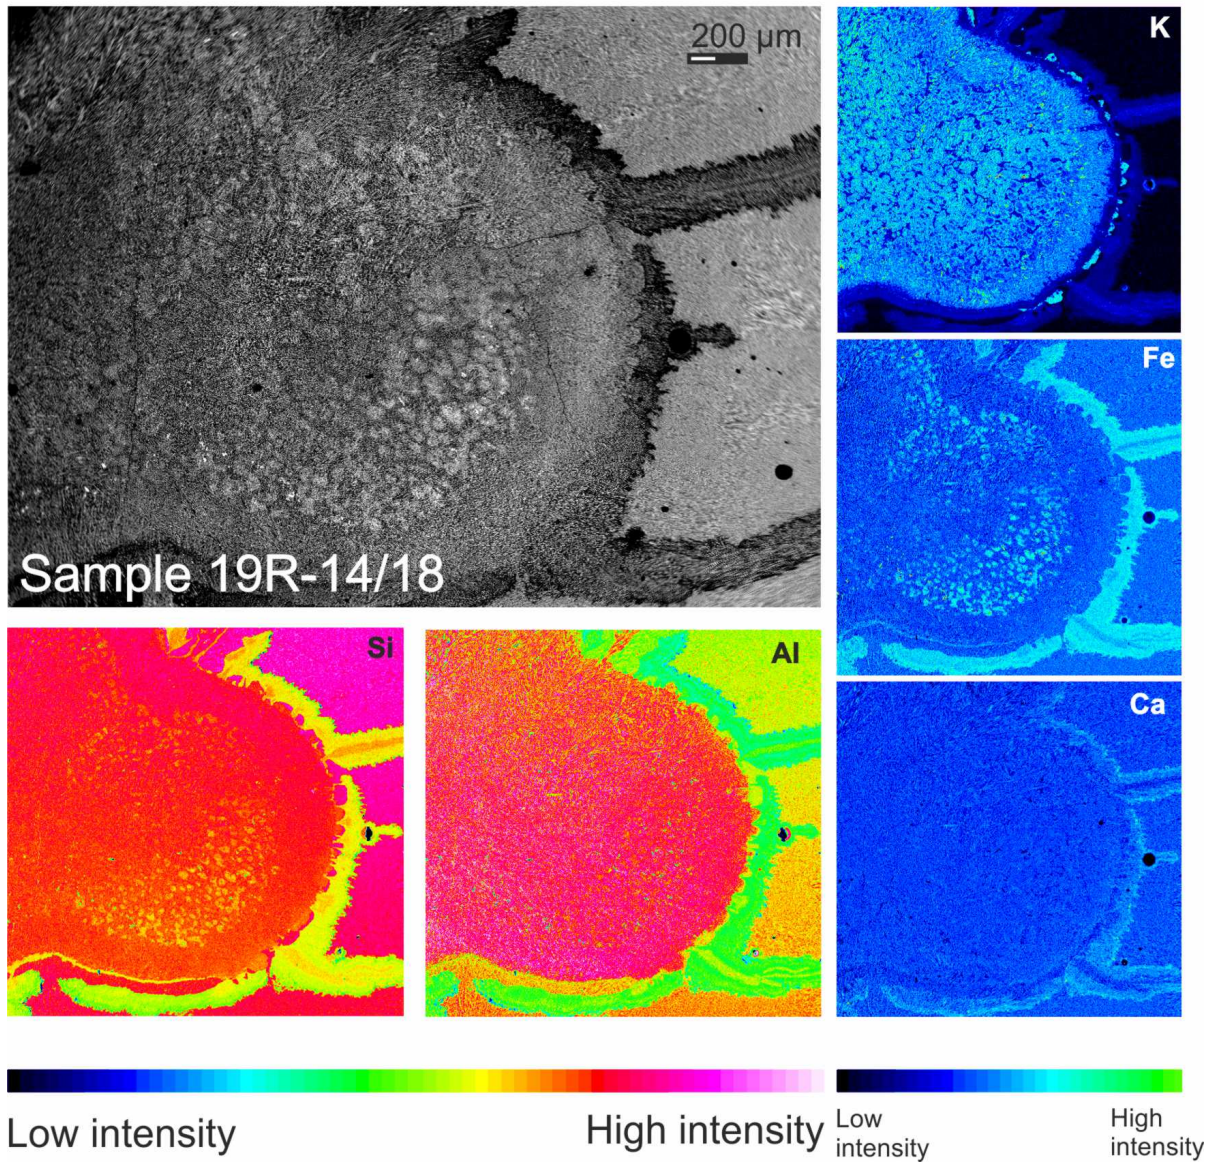 200 µm
K
Sample 19R-14/18
Fe
Si
Al
Ca
Low intensity
High intensity
Low
intensity
High
intensity